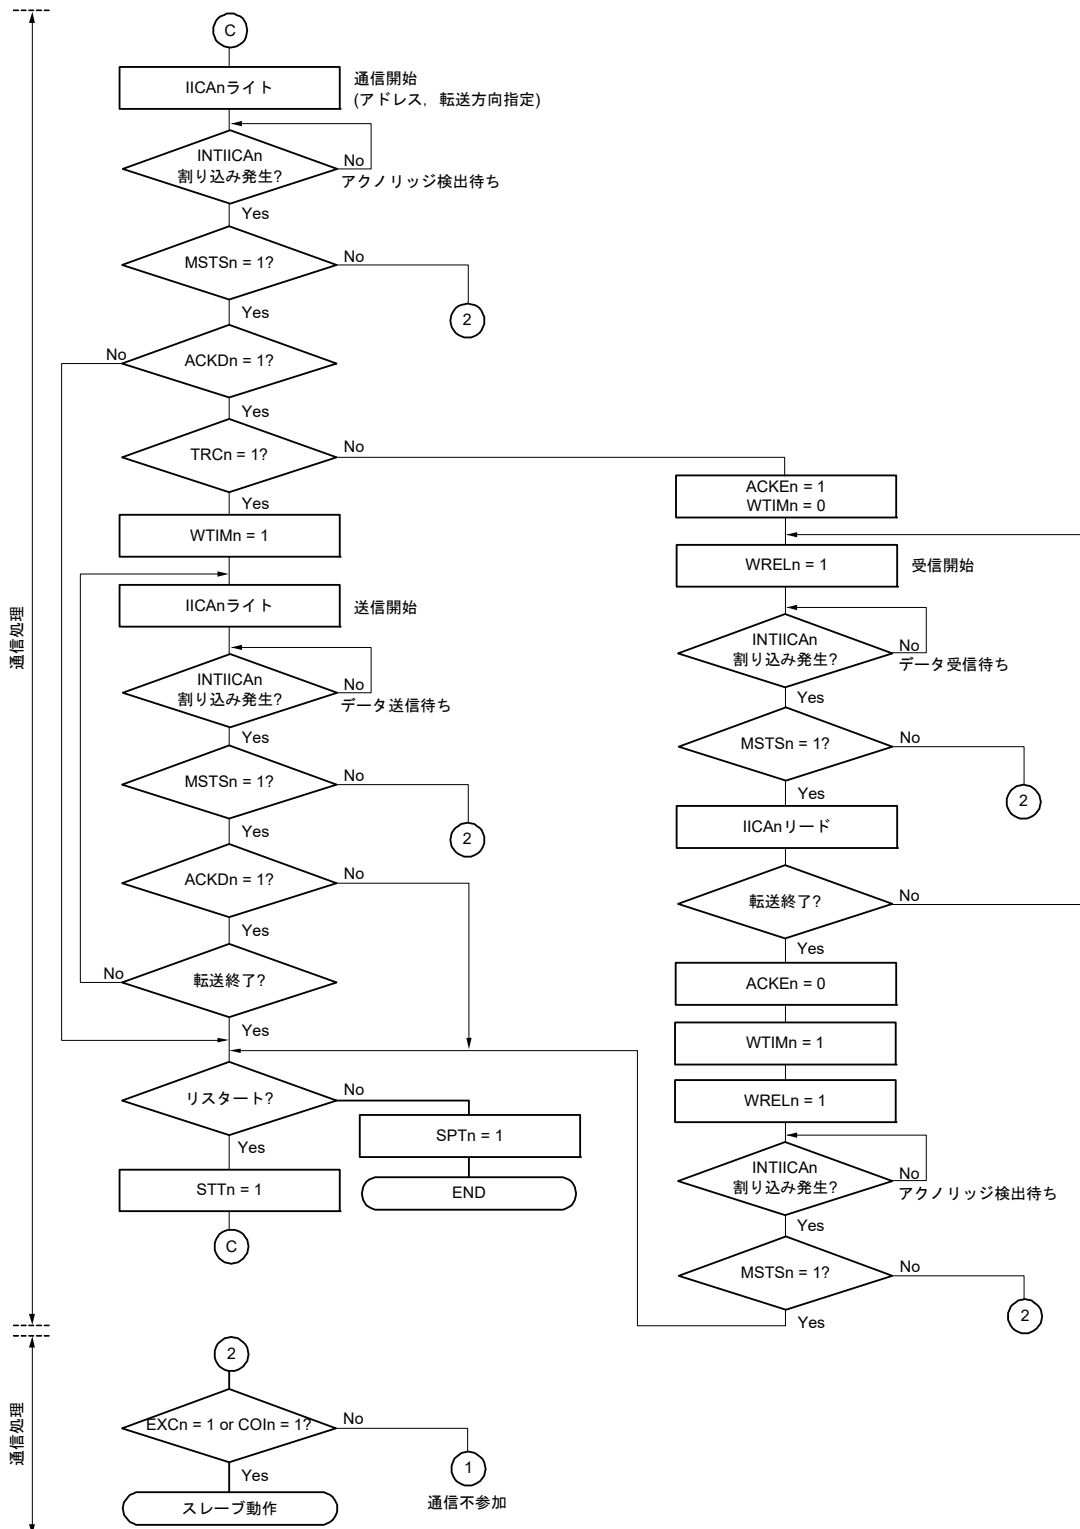 C
IICAnライト
通信開始
(アドレス，転送方向指定)
INTIICAn
割り込み発生?
No
アクノリッジ検出待ち
Yes
MSTSn = 1?
No
2
Yes
ACKDn = 1?
No
Yes
TRCn = 1?
No
Yes
WTIMn = 1
IICAnライト
送信開始
INTIICAn
割り込み発生?
No
データ送信待ち
Yes
MSTSn = 1?
No
2
Yes
ACKDn = 1?
No
Yes
転送終了?
No
Yes
リスタート?
No
SPTn = 1
END
Yes
STTn = 1
C
ACKEn = 1
WTIMn = 0
WRELn = 1
受信開始
INTIICAn
割り込み発生?
No
データ受信待ち
Yes
MSTSn = 1?
No
2
Yes
IICAnリード
転送終了?
No
Yes
ACKEn = 0
WTIMn = 1
WRELn = 1
INTIICAn
割り込み発生?
No
アクノリッジ検出待ち
Yes
MSTSn = 1?
No
2
Yes
通信処理
2
EXCn = 1 or COIn = 1?
No
1
通信不参加
Yes
スレーブ動作
通信処理